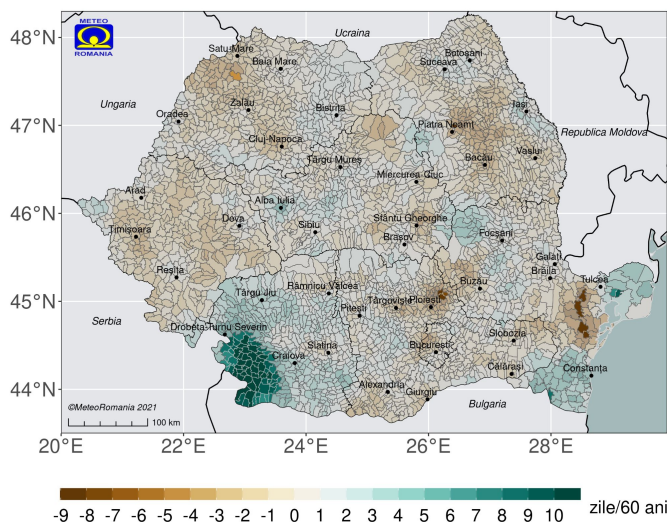 METEO
ROMANIA
Ucraina
Ungaria
Republica Moldova
Serbia
Bulgaria
Satu-Mare
Baia Mare
Botoșani
Suceava
Zalău
Bistrița
Iași
Oradea
Piatra Neamț
Cluj-Napoca
Târgu Mureș
Vaslui
Bacău
Miercurea-Ciuc
Arad
Alba Iulia
Deva
Sibiu
Sfântu Gheorghe
Timișoara
Brașov
Focșani
Reșița
Galați
Brăila
Tulcea
Râmnicu Vâlcea
Târgu Jiu
Buzău
Târgoviște
Ploiești
Pitești
Drobeta-Turnu Severin
Slatina
București
Slobozia
Craiova
Călărași
Constanța
Alexandria
Giurgiu
©MeteoRomania 2021
100 km
48°N
47°N
46°N
45°N
44°N
20°E 22°E 24°E 26°E 28°E
-9 -8 -7 -6 -5 -4 -3 -2 -1 0 1 2 3 4 5 6 7 8 9 10 zile/60 ani